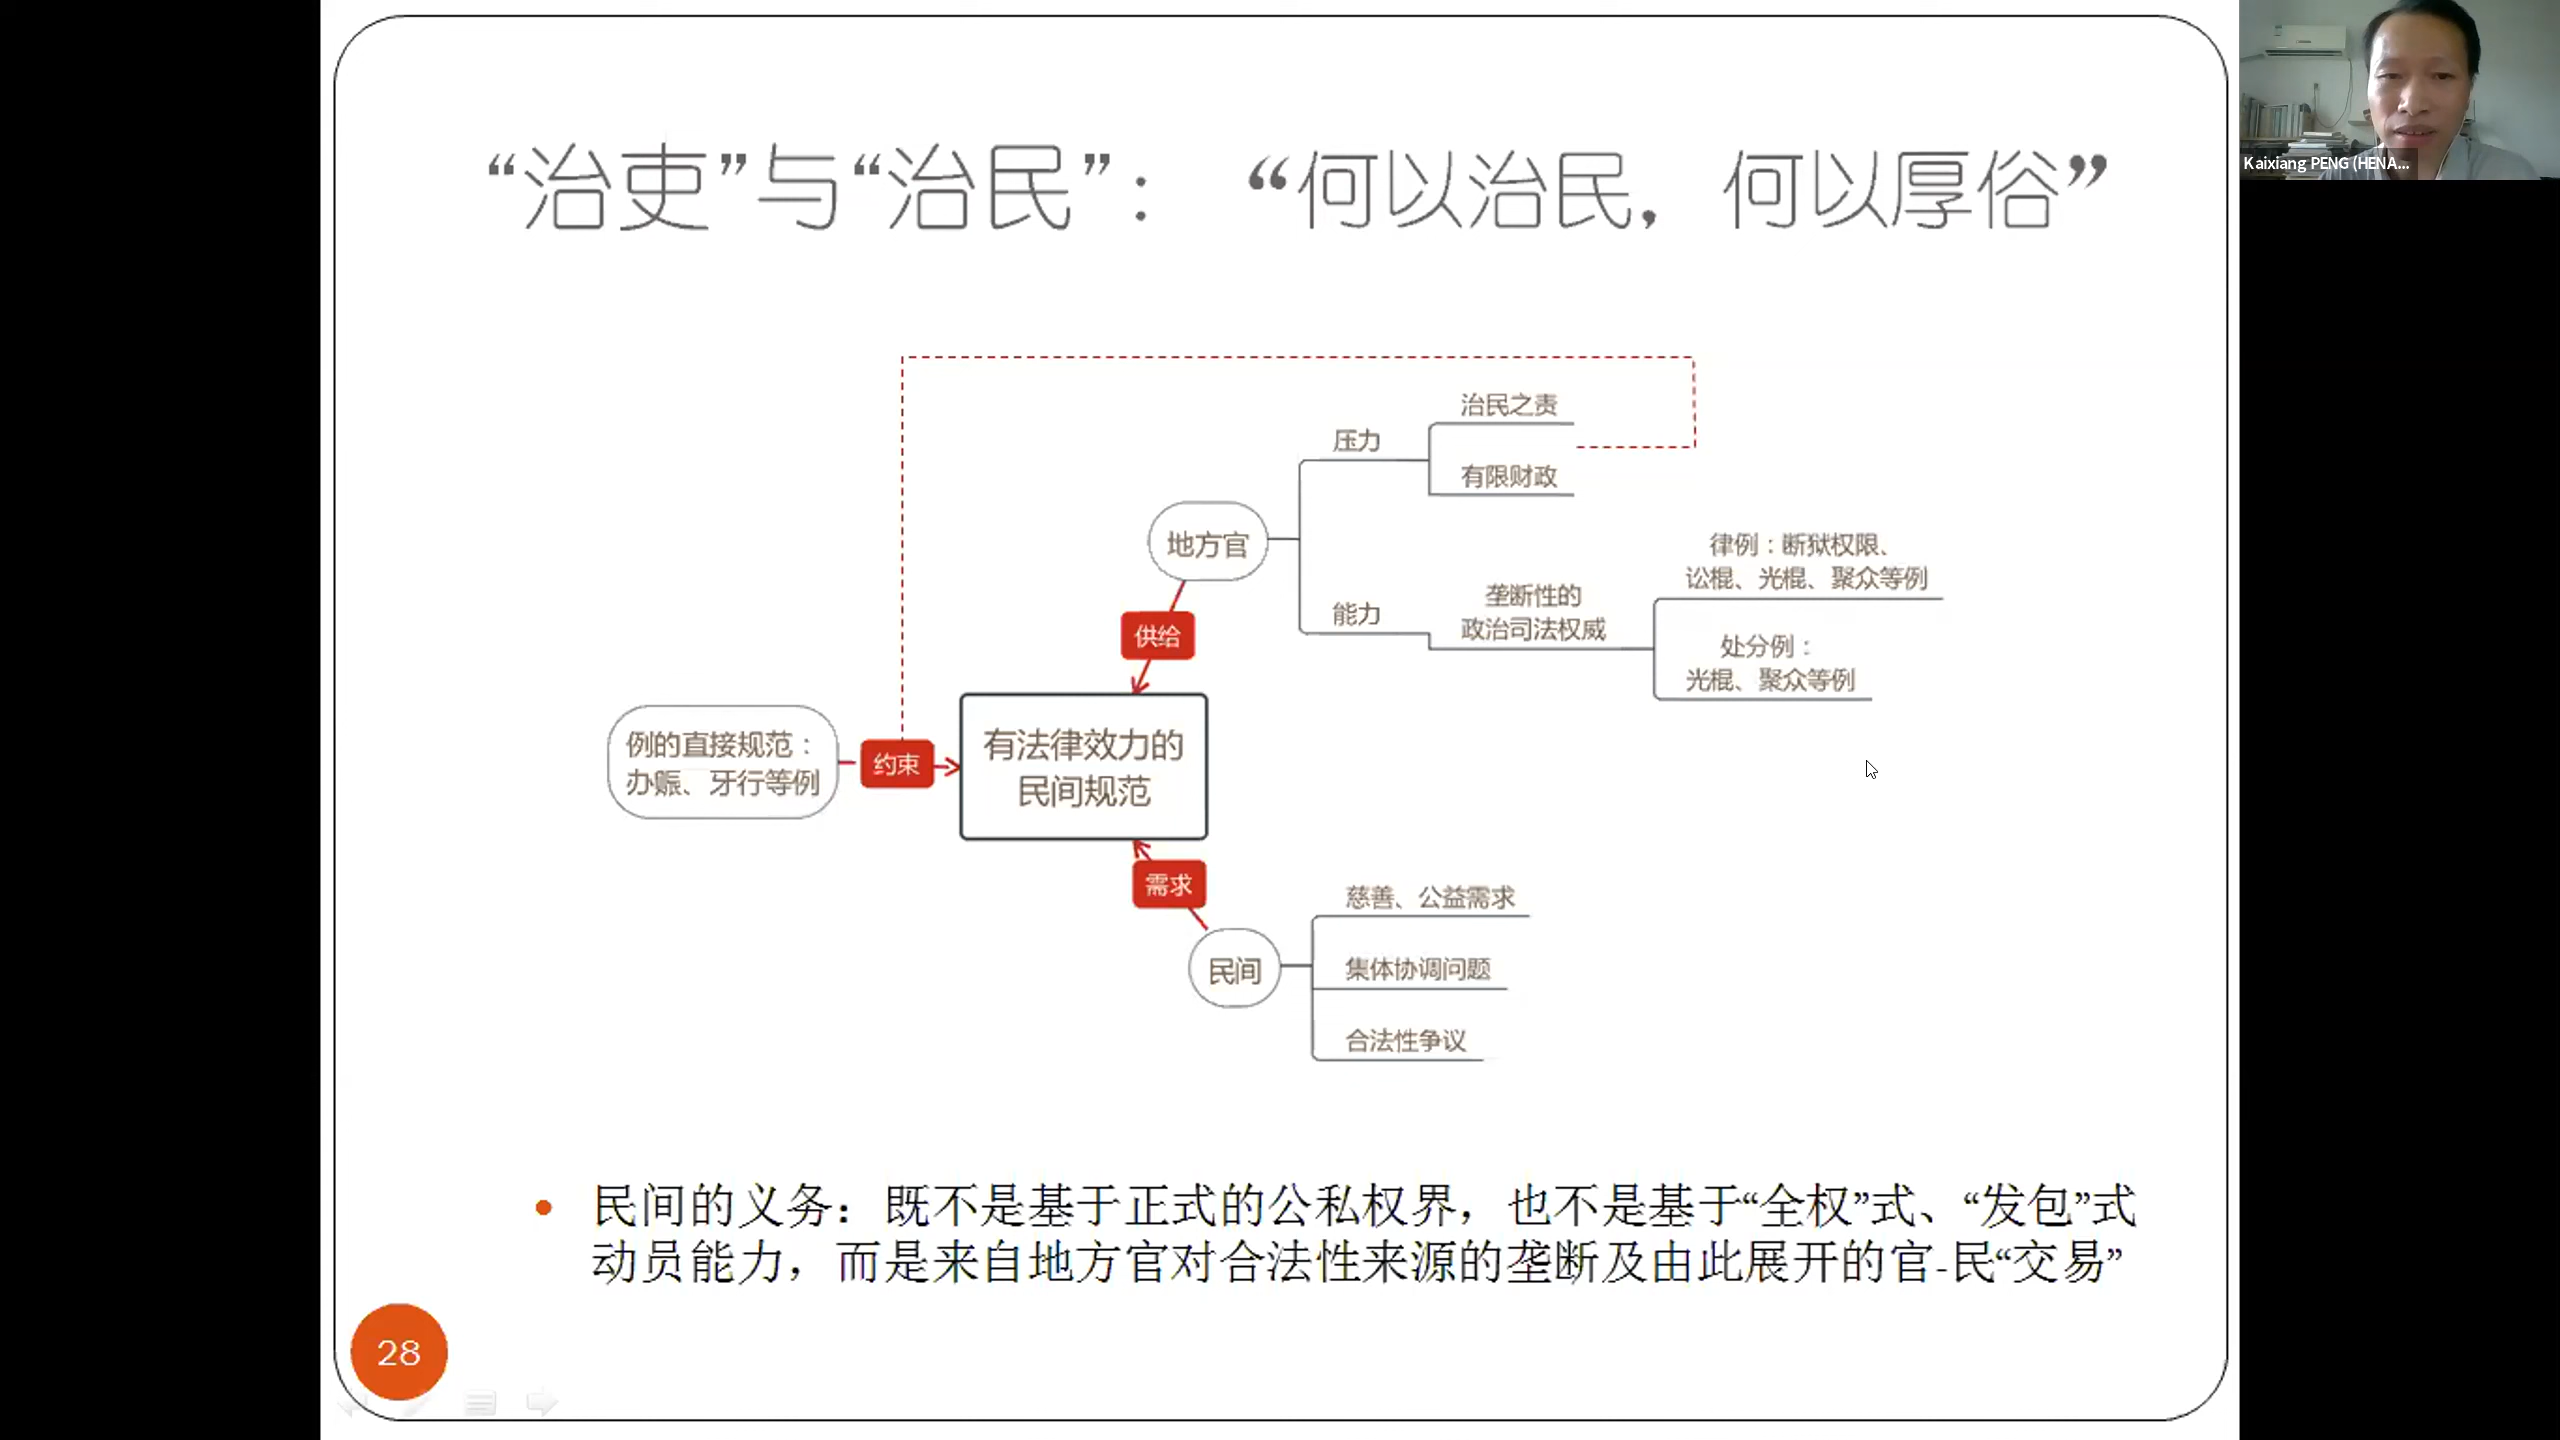 “治吏”与“治民”：“何以治民，何以厚俗”
Kaixiang PENG (HENA...
治民之责
压力
有限财政
地方官
律例：断狱权限、
讼棍、光棍、聚众等例
垄断性的
政治司法权威
能力
处分例：
光棍、聚众等例
供给
例的直接规范：
办赈、牙行等例
约束
有法律效力的
民间规范
需求
民间
慈善、公益需求
集体协调问题
合法性争议
• 民间的义务：既不是基于正式的公私权界，也不是基于“全权”式、“发包”式
动员能力，而是来自地方官对合法性来源的垄断及由此展开的官-民“交易”
28